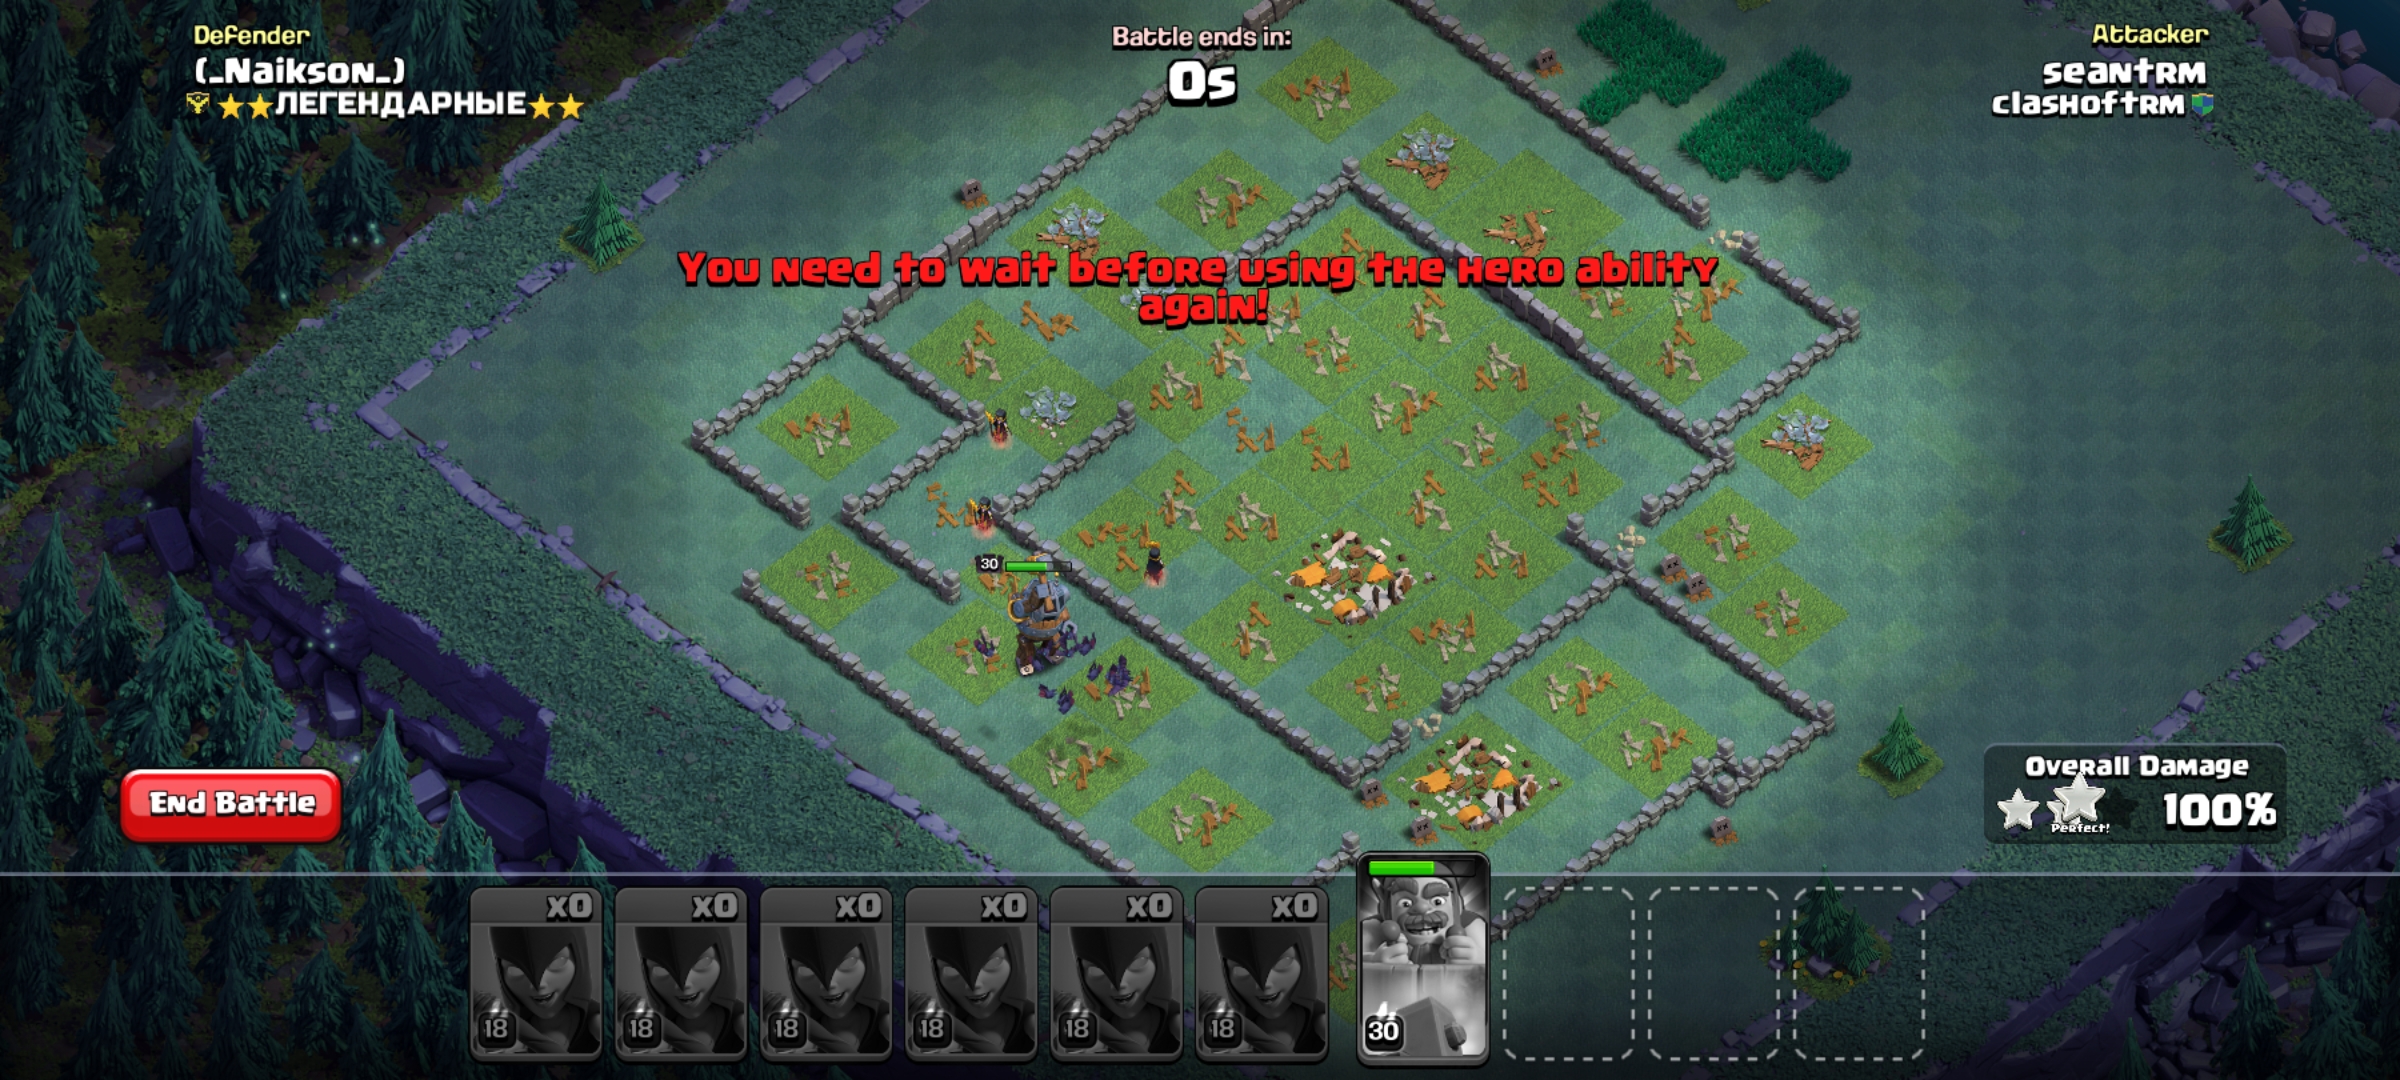 Defender
(_Naikson_)
ЛЕГЕНДАРНЫЕ
Battle ends in:
0s
Attacker
seantrm
clashoftrm
You need to wait before using the hero ability
again!
30
End Battle
Overall Damage
Perfect!
100%
x0
x0
x0
x0
x0
x0
18
18
18
18
18
18
30